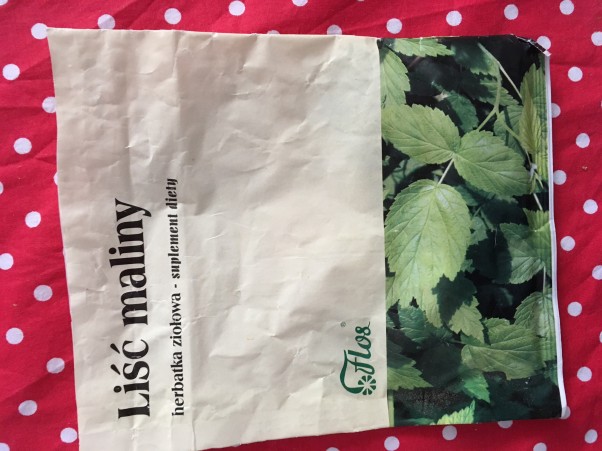 Liść maliny
herbatka ziołowa - suplement diety
Flos®